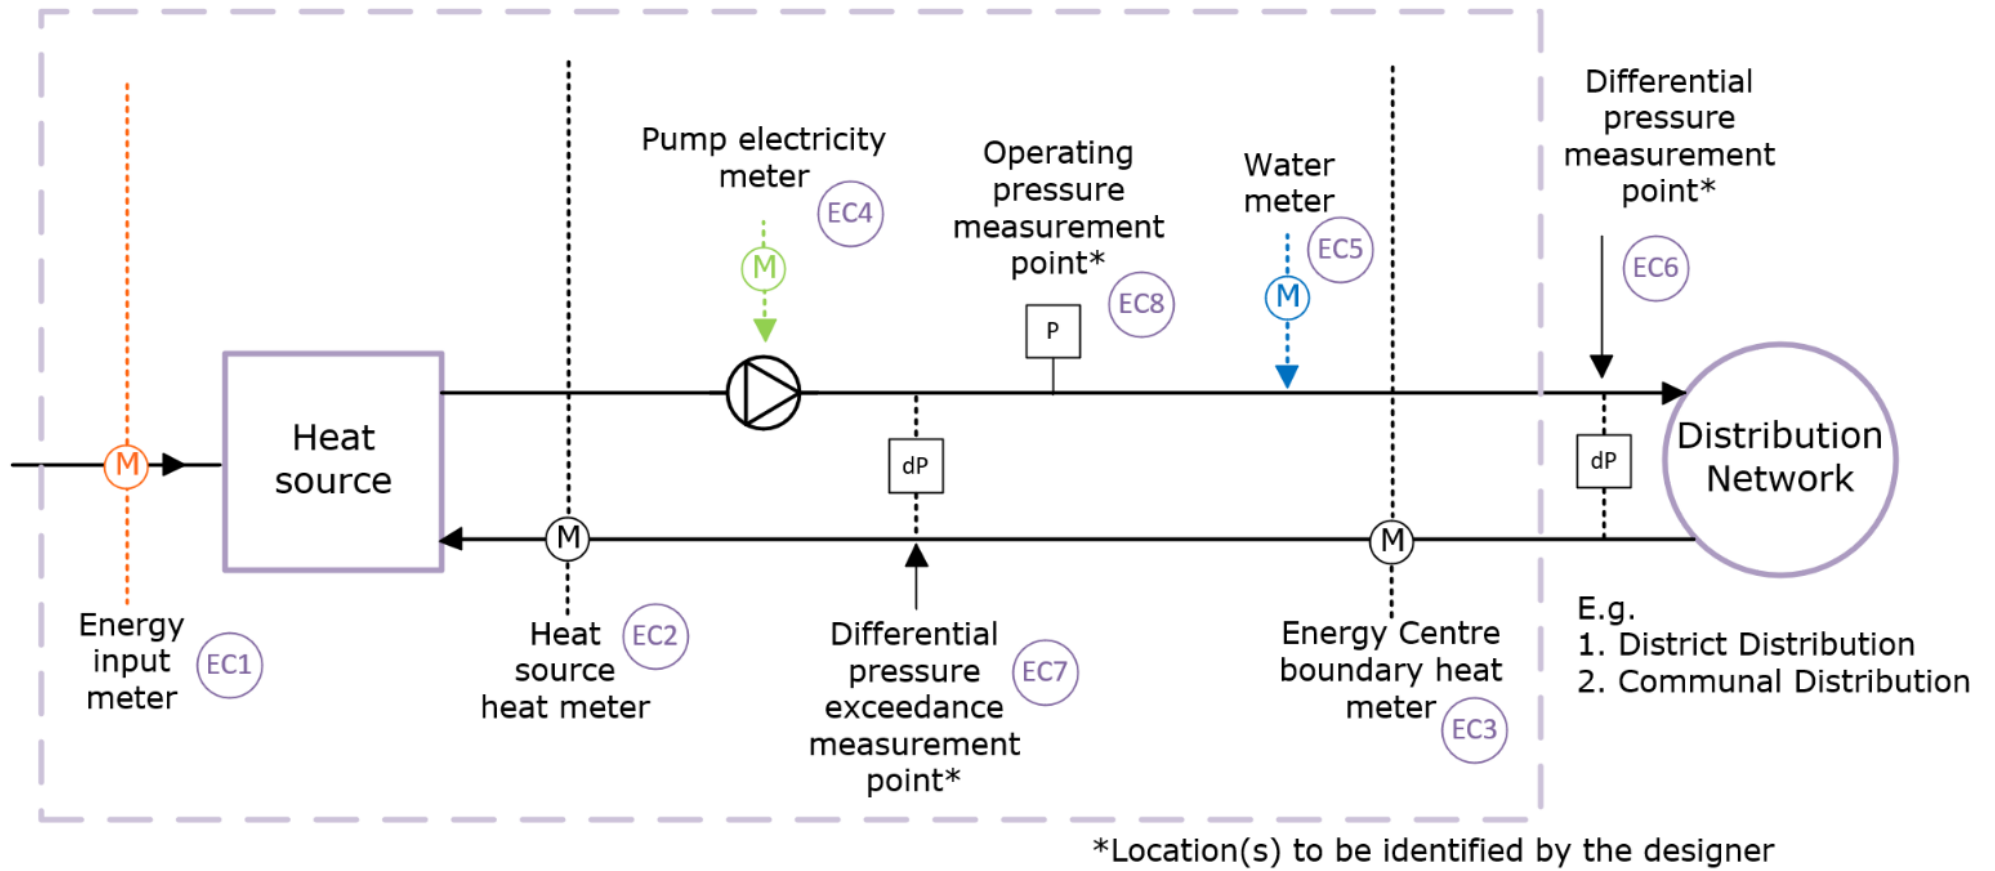 Pump electricity
meter
EC4
M
Operating
pressure
measurement
point*
EC8
P
Water
meter
EC5
M
Differential
pressure
measurement
point*
EC6
M
Heat
source
dP
dP
Distribution
Network
M
M
Energy
input
meter
EC1
Heat
source
heat meter
EC2
Differential
pressure
exceedance
measurement
point*
EC7
Energy Centre
boundary heat
meter
EC3
E.g.
1. District Distribution
2. Communal Distribution
*Location(s) to be identified by the designer